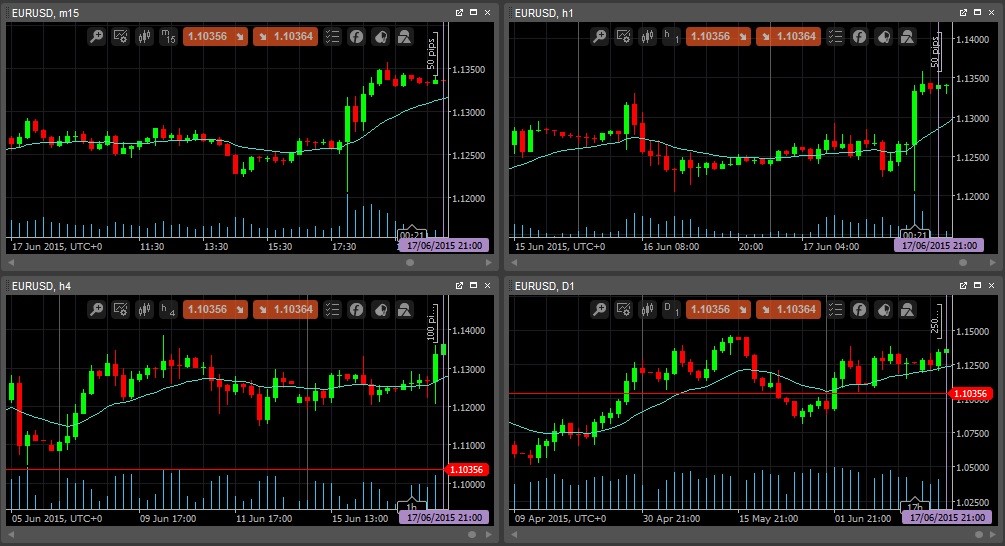 EURUSD, m15
m 15 1.10356 1.10364
50 pips
1.13500
1.13000
1.12500
1.12000
00:21
17 Jun 2015, UTC+0 11:30 13:30 15:30 17:30 17/06/2015 21:00
EURUSD, h1
h 1 1.10356 1.10364
50 pips
1.14000
1.13500
1.13000
1.12500
1.12000
00:21
15 Jun 2015, UTC+0 16 Jun 08:00 20:00 17 Jun 04:00 17/06/2015 21:00
EURUSD, h4
h 4 1.10356 1.10364
100 pi...
1.14000
1.13000
1.12000
1.11000
1.10356
1.10000
1h
05 Jun 2015, UTC+0 09 Jun 17:00 11 Jun 17:00 15 Jun 13:00 17/06/2015 21:00
EURUSD, D1
D 1 1.10356 1.10364
250...
1.15000
1.12500
1.10356
1.10000
1.07500
1.05000
1.02500
17h
09 Apr 2015, UTC+0 30 Apr 21:00 15 May 21:00 01 Jun 21:00 17/06/2015 21:00